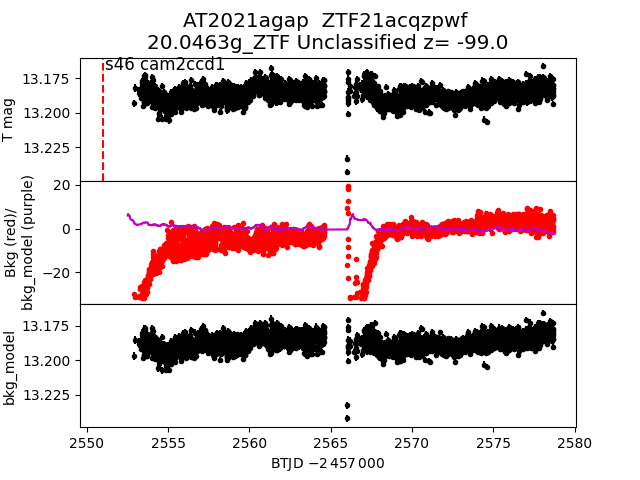 AT2021agap  ZTF21acqzpwf
20.0463g_ZTF Unclassified z= -99.0
s46 cam2ccd1
T mag
13.175
13.200
13.225
Bkg (red)/
bkg_model (purple)
20
0
−20
bkg_model
13.175
13.200
13.225
2550
2555
2560
2565
2570
2575
2580
BTJD −2 457 000